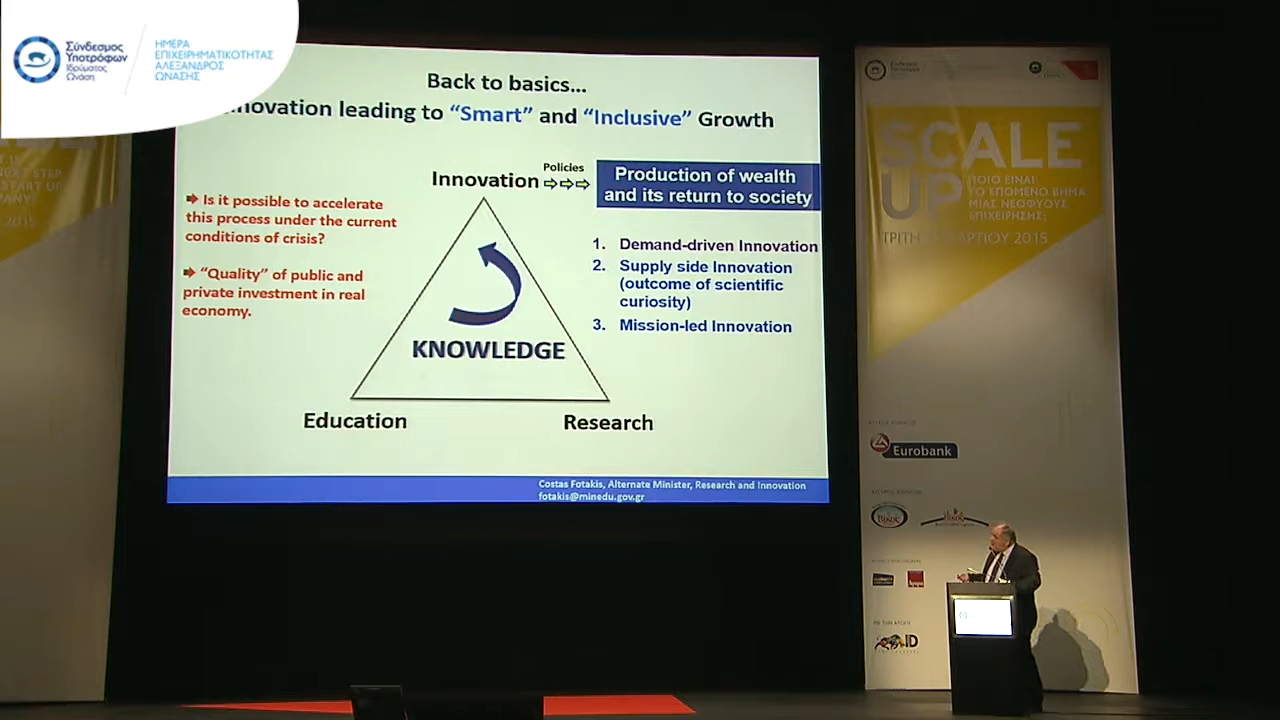 Σύνδεσμος
Υποτρόφων
Ιδρύματος
Ωνάση
ΗΜΕΡΑ
ΕΠΙΧΕΙΡΗΜΑΤΙΚΟΤΗΤΑΣ
ΑΛΕΞΑΝΔΡΟΣ
ΩΝΑΣΗΣ
Back to basics...
novation leading to “Smart” and “Inclusive” Growth
Policies
Innovation
Production of wealth
and its return to society
Is it possible to accelerate
this process under the current
conditions of crisis?
“Quality” of public and
private investment in real
economy.
1. Demand-driven Innovation
2. Supply side Innovation
(outcome of scientific
curiosity)
3. Mission-led Innovation
KNOWLEDGE
Education
Research
Costas Fotakis, Alternate Minister, Research and Innovation
fotakis@minedu.gov.gr
SCALE
UP
ΠΟΙΟ ΕΙΝΑΙ
ΤΟ ΕΠΟΜΕΝΟ ΒΗΜΑ
ΜΙΑΣ ΝΕΟΦΥΟΥΣ
ΕΠΙΧΕΙΡΗΣΗΣ;
ΤΡΙΤΗ ΜΑΡΤΙΟΥ 2015
Eurobank
Βίκος